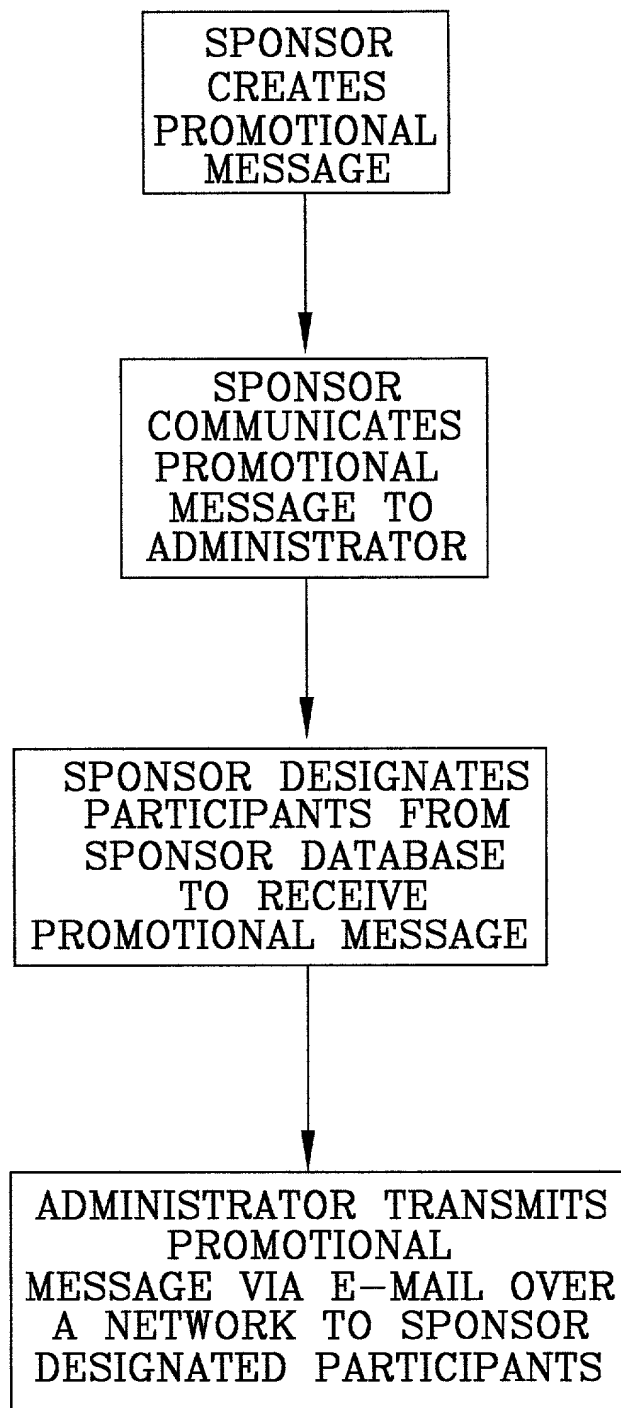 SPONSOR
CREATES
PROMOTIONAL
MESSAGE
SPONSOR
COMMUNICATES
PROMOTIONAL
MESSAGE TO
ADMINISTRATOR
SPONSOR DESIGNATES
PARTICIPANTS FROM
SPONSOR DATABASE
TO RECEIVE
PROMOTIONAL MESSAGE
ADMINISTRATOR TRANSMITS
PROMOTIONAL
MESSAGE VIA E-MAIL OVER
A NETWORK TO SPONSOR
DESIGNATED PARTICIPANTS